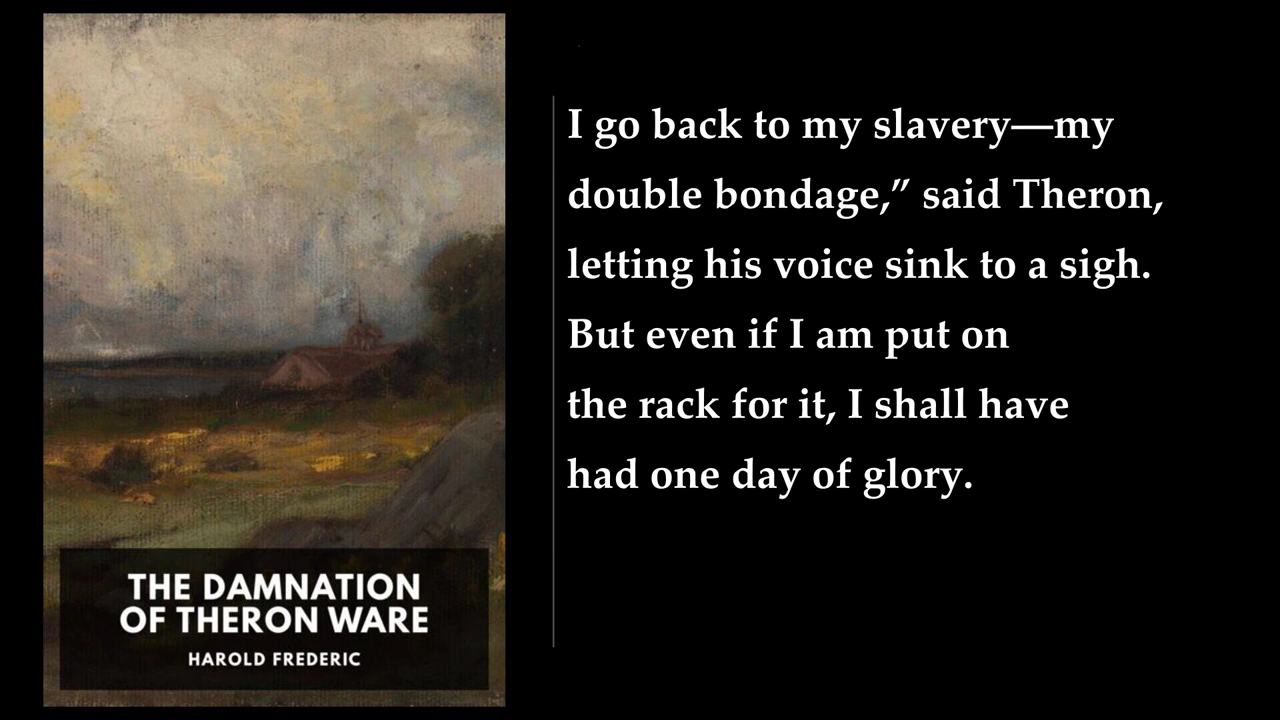 I go back to my slavery—my
double bondage,” said Theron,
letting his voice sink to a sigh.
But even if I am put on
the rack for it, I shall have
had one day of glory.
THE DAMNATION
OF THERON WARE
HAROLD FREDERIC